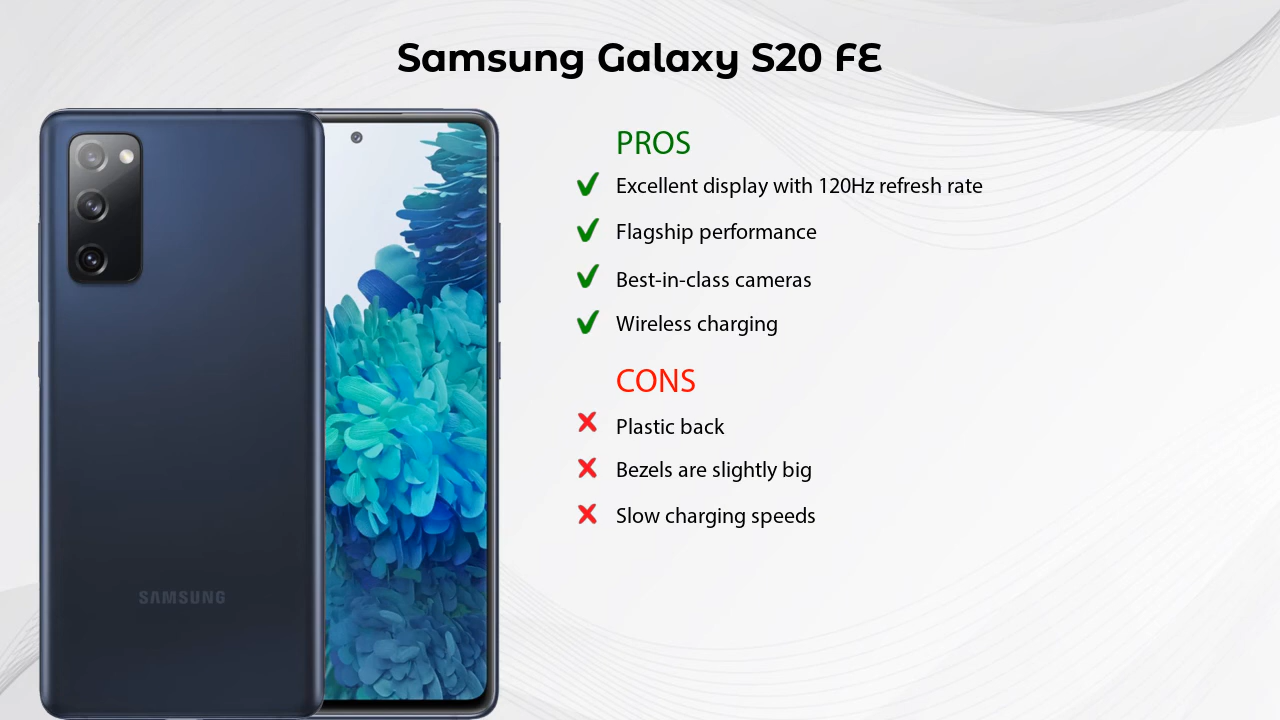 Samsung Galaxy S20 FE
PROS
Excellent display with 120Hz refresh rate
Flagship performance
Best-in-class cameras
Wireless charging
CONS
Plastic back
Bezels are slightly big
Slow charging speeds
SAMSUNG